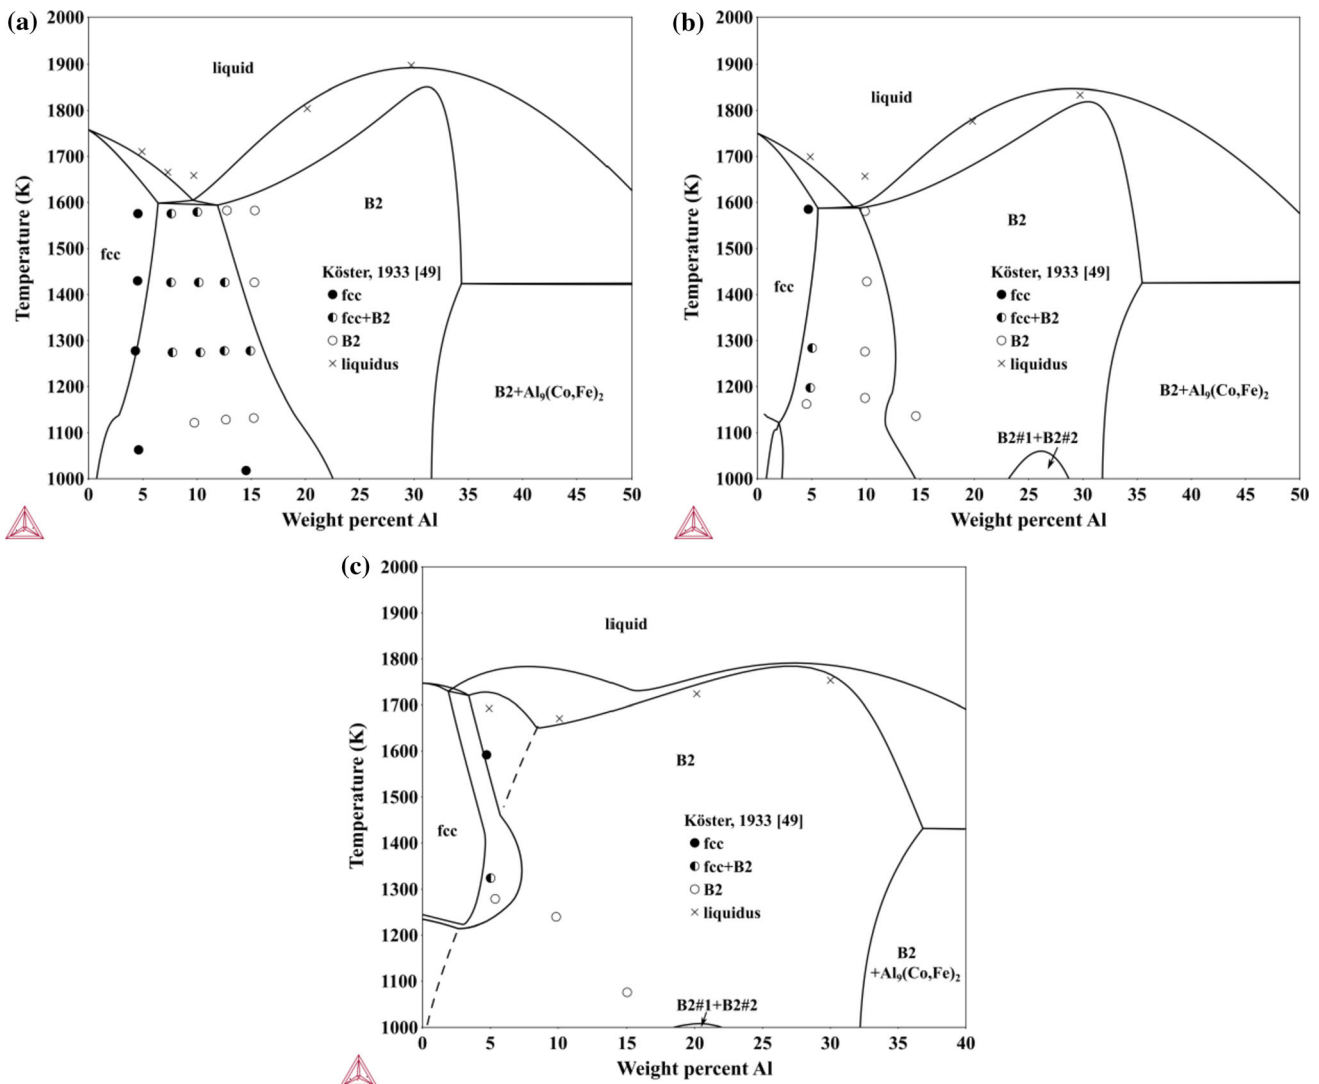 (a)
2000
1900
1800
1700
1600
1500
1400
1300
1200
1100
1000
Temperature (K)
liquid
fcc
B2
Köster, 1933 [49]
fcc
fcc+B2
B2
liquidus
B2+Al₉(Co,Fe)₂
0 5 10 15 20 25 30 35 40 45 50
Weight percent Al
(b)
2000
1900
1800
1700
1600
1500
1400
1300
1200
1100
1000
Temperature (K)
liquid
fcc
B2
Köster, 1933 [49]
fcc
fcc+B2
B2
liquidus
B2+Al₉(Co,Fe)₂
B2#1+B2#2
0 5 10 15 20 25 30 35 40 45 50
Weight percent Al
(c)
2000
1900
1800
1700
1600
1500
1400
1300
1200
1100
1000
Temperature (K)
liquid
B2
fcc
Köster, 1933 [49]
fcc
fcc+B2
B2
liquidus
B2
+Al₉(Co,Fe)₂
B2#1+B2#2
0 5 10 15 20 25 30 35 40
Weight percent Al